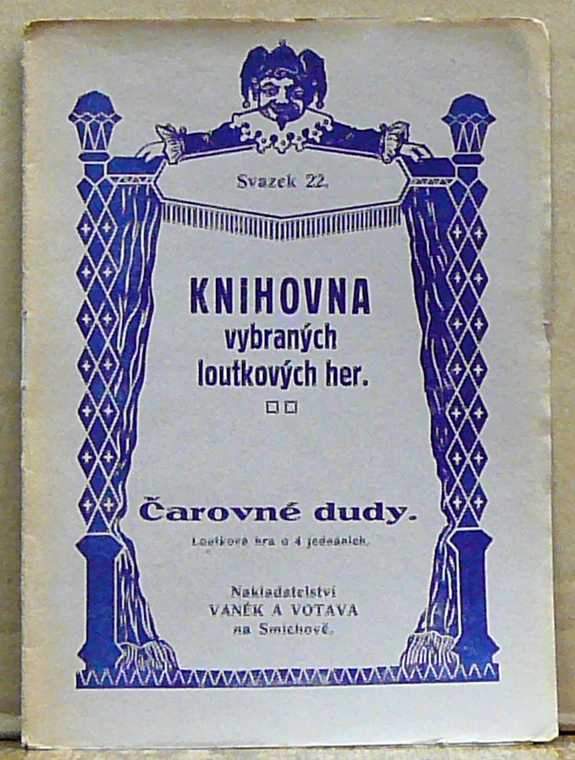 Svazek 22.
KNIHOVNA
vybraných
loutkových her.
Čarovné dudy.
Loutková hra o 4 jednáních.
Nakladatelství
VANĚK A VOTAVA
na Smíchově.